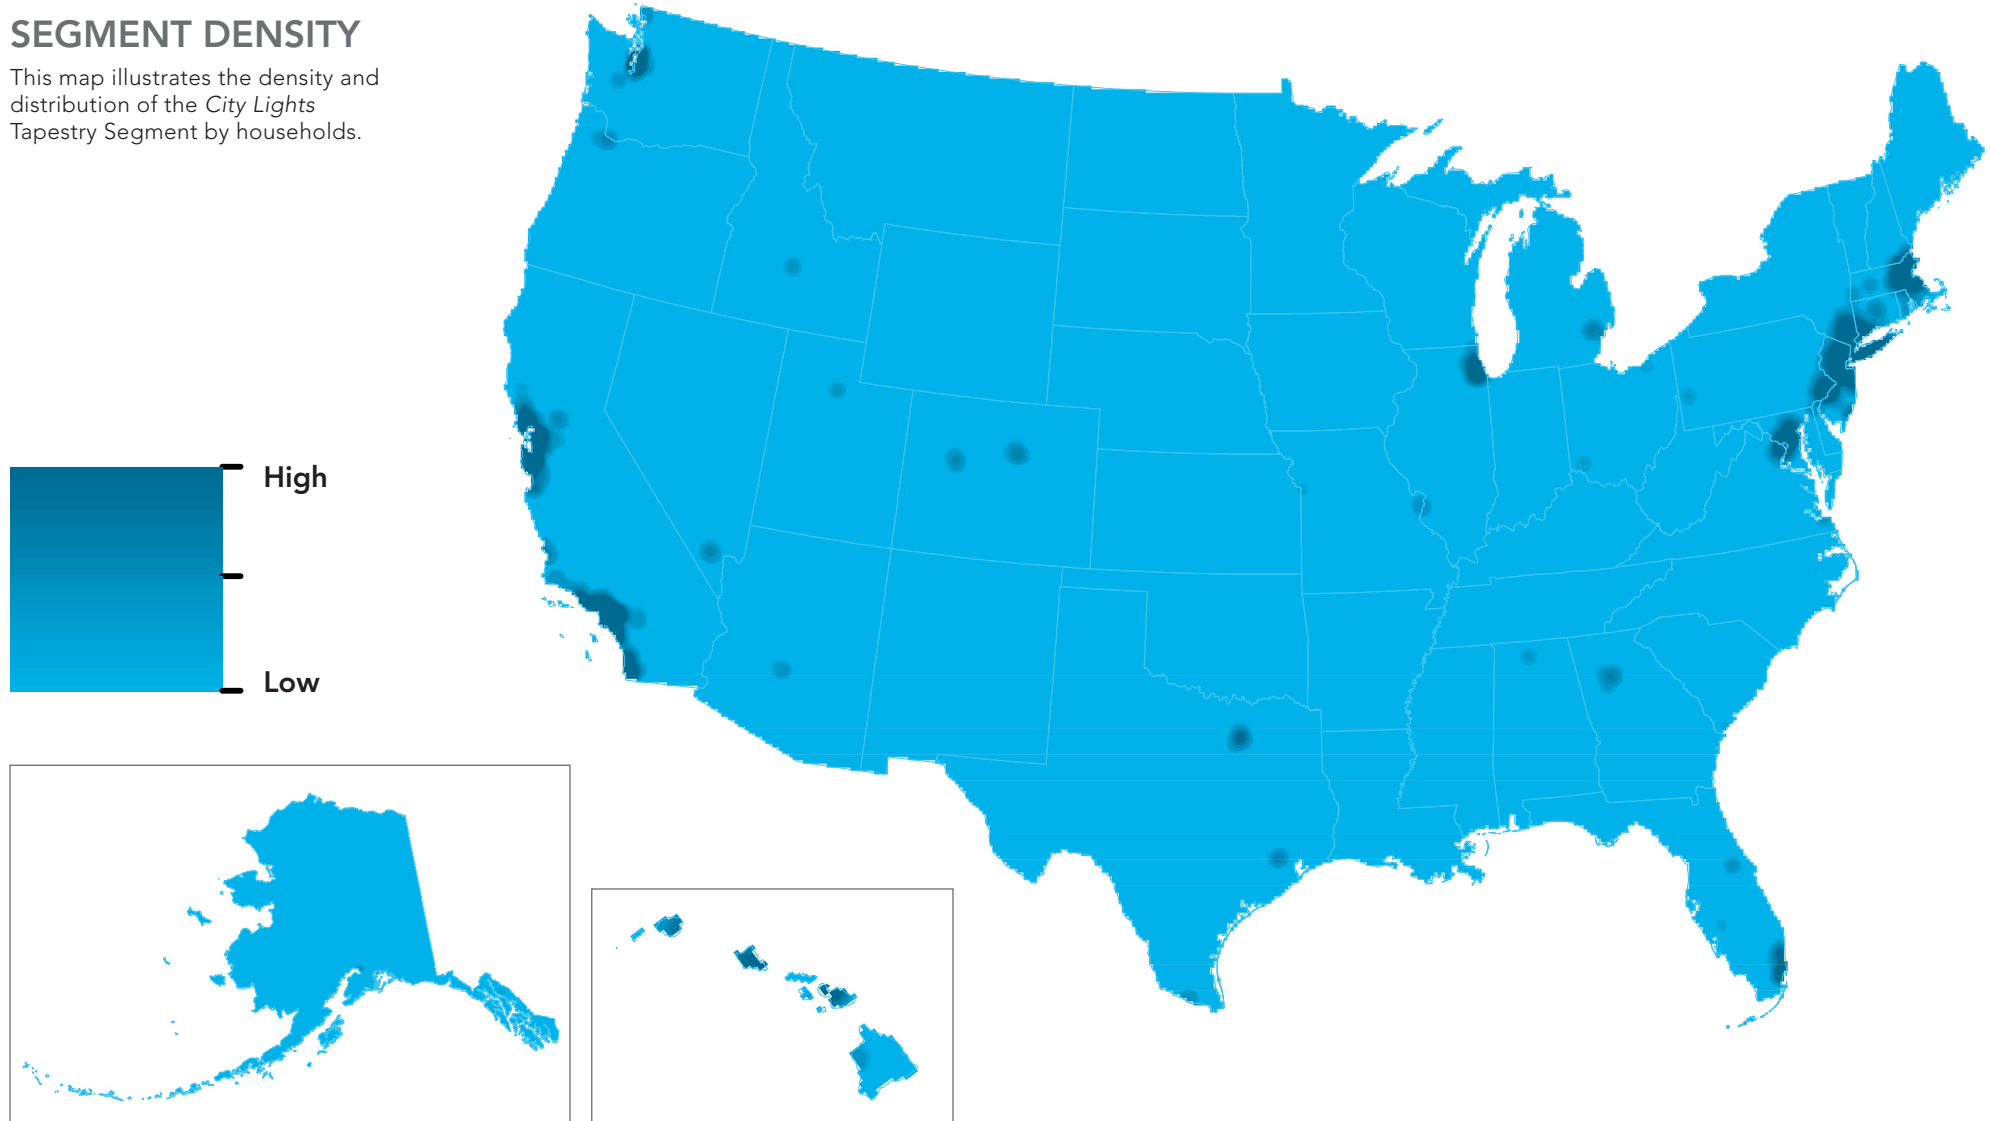 SEGMENT DENSITY
This map illustrates the density and
distribution of the City Lights
Tapestry Segment by households.
High
Low